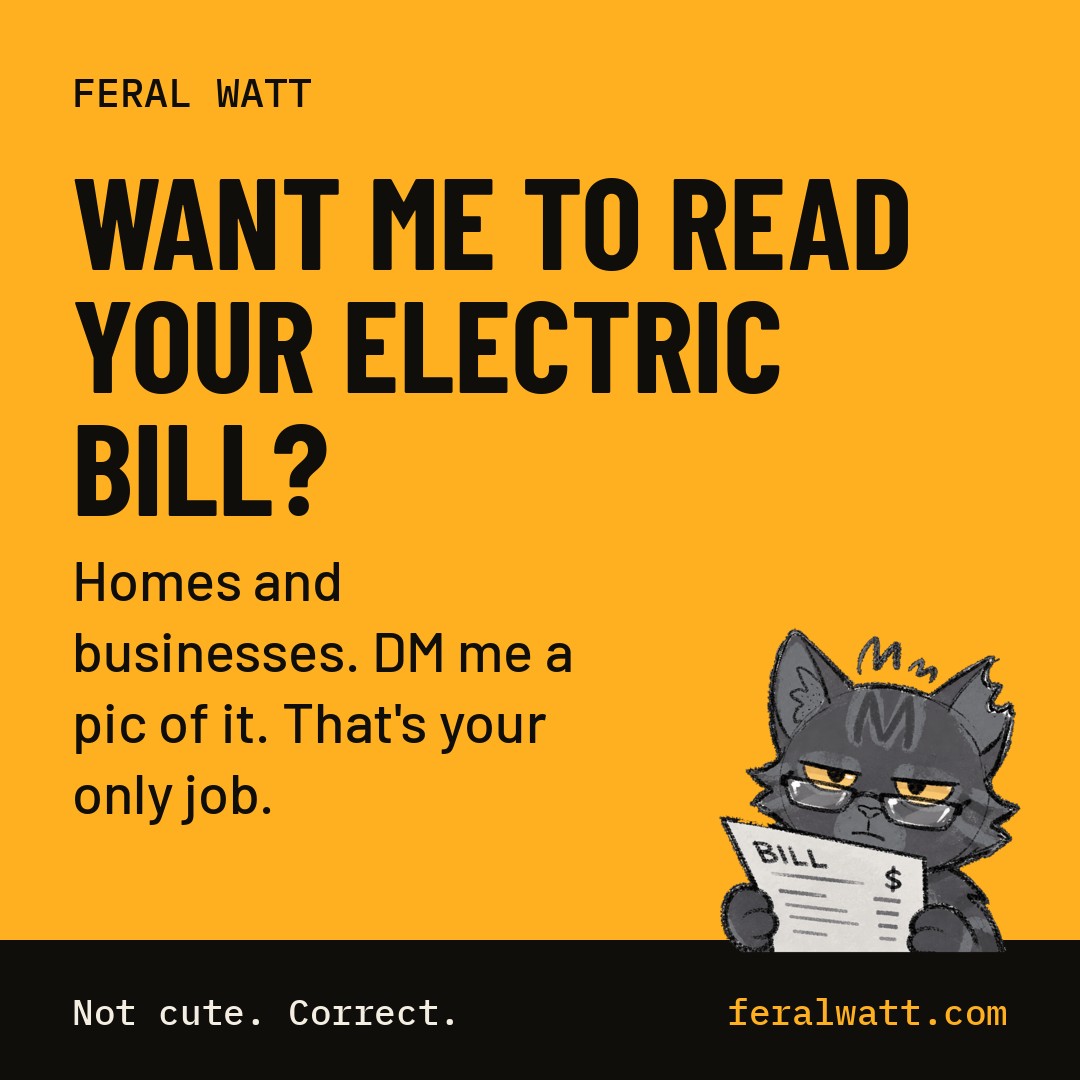 FERAL WATT
WANT ME TO READ
YOUR ELECTRIC
BILL?
Homes and
businesses. DM me a
pic of it. That's your
only job.
M
BILL
$
Not cute. Correct.
feralwatt.com